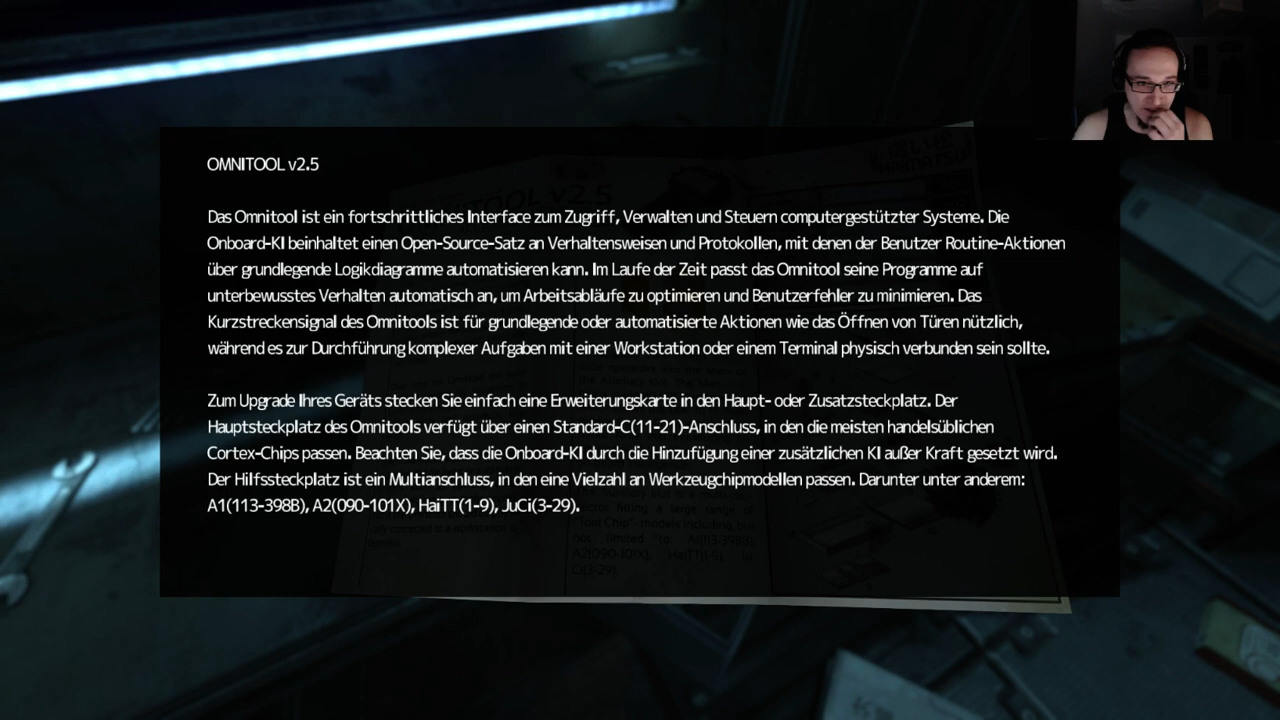 OMNITOOL v2.5
Das Omnitool ist ein fortschrittliches Interface zum Zugriff, Verwalten und Steuern computergestützter Systeme. Die
Onboard-KI beinhaltet einen Open-Source-Satz an Verhaltensweisen und Protokollen, mit denen der Benutzer Routine-Aktionen
über grundlegende Logikdiagramme automatisieren kann. Im Laufe der Zeit passt das Omnitool seine Programme auf
unterbewusstes Verhalten automatisch an, um Arbeitsabläufe zu optimieren und Benutzerfehler zu minimieren. Das
Kurzstreckensignal des Omnitools ist für grundlegende oder automatisierte Aktionen wie das Öffnen von Türen nützlich,
während es zur Durchführung komplexer Aufgaben mit einer Workstation oder einem Terminal physisch verbunden sein sollte.
Zum Upgrade Ihres Geräts stecken Sie einfach eine Erweiterungskarte in den Haupt- oder Zusatzsteckplatz. Der
Hauptsteckplatz des Omnitools verfügt über einen Standard-C(11-21)-Anschluss, in den die meisten handelsüblichen
Cortex-Chips passen. Beachten Sie, dass die Onboard-KI durch die Hinzufügung einer zusätzlichen KI außer Kraft gesetzt wird.
Der Hilfssteckplatz ist ein Multianschluss, in den eine Vielzahl an Werkzeugchipmodellen passen. Darunter unter anderem:
A1(113-398B), A2(090-101X), HaiTT(1-9), JuCi(3-29).